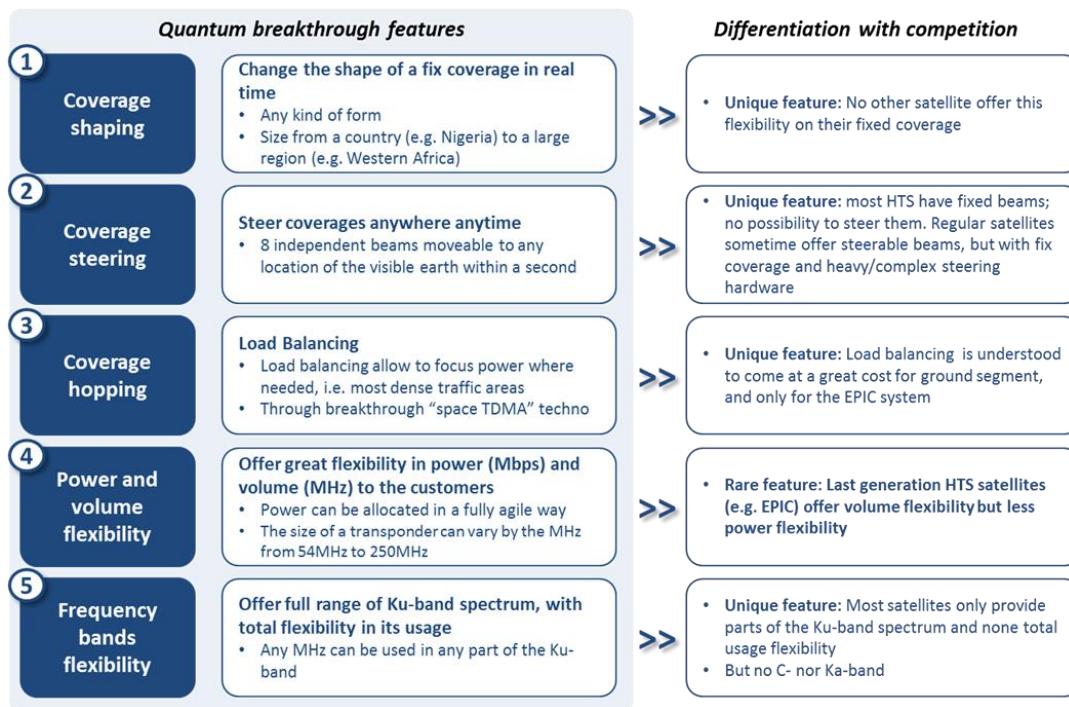 Quantum breakthrough features
Differentiation with competition
1
Coverage
shaping
Change the shape of a fix coverage in real
time
• Any kind of form
• Size from a country (e.g. Nigeria) to a large
region (e.g. Western Africa)
>>
• Unique feature: No other satellite offer this
flexibility on their fixed coverage
2
Coverage
steering
Steer coverages anywhere anytime
• 8 independent beams moveable to any
location of the visible earth within a second
>>
• Unique feature: most HTS have fixed beams;
no possibility to steer them. Regular satellites
sometime offer steerable beams, but with fix
coverage and heavy/complex steering
hardware
3
Coverage
hopping
Load Balancing
• Load balancing allow to focus power where
needed, i.e. most dense traffic areas
• Through breakthrough “space TDMA” techno
>>
• Unique feature: Load balancing is understood
to come at a great cost for ground segment,
and only for the EPIC system
4
Power and
volume
flexibility
Offer great flexibility in power (Mbps) and
volume (MHz) to the customers
• Power can be allocated in a fully agile way
• The size of a transponder can vary by the MHz
from 54MHz to 250MHz
>>
• Rare feature: Last generation HTS satellites
(e.g. EPIC) offer volume flexibility but less
power flexibility
5
Frequency
bands
flexibility
Offer full range of Ku-band spectrum, with
total flexibility in its usage
• Any MHz can be used in any part of the Ku-
band
>>
• Unique feature: Most satellites only provide
parts of the Ku-band spectrum and none total
usage flexibility
• But no C- nor Ka-band